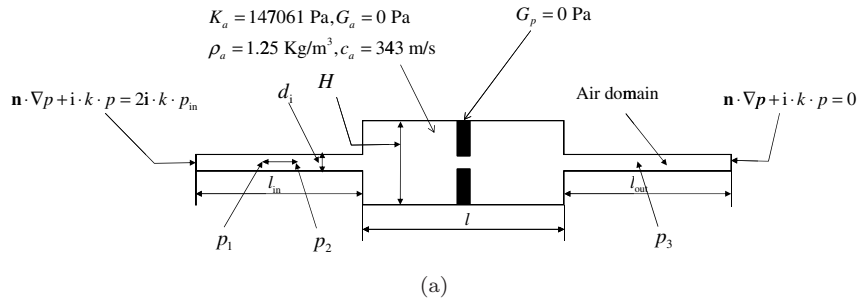 K_a = 147061 Pa, G_a = 0 Pa
ρ_a = 1.25 Kg/m³, c_a = 343 m/s
G_p = 0 Pa
n · ∇p + i · k · p = 2i · k · p_in
d_i
H
Air domain
n · ∇p + i · k · p = 0
l_in
l
l_out
p_1
p_2
p_3
(a)